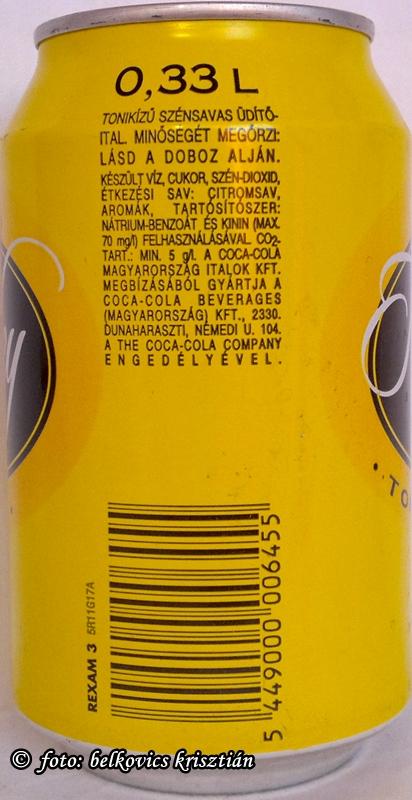 0,33 L
TONIKÍZŰ SZÉNSAVAS ÜDÍTŐ-
ITAL. MINŐSÉGÉT MEGŐRZI:
LÁSD A DOBOZ ALJÁN.
KÉSZÜLT VÍZ, CUKOR, SZÉN-DIOXID,
ÉTKEZÉSI SAV: CITROMSAV,
AROMÁK, TARTÓSÍTÓSZER:
NÁTRIUM-BENZOÁT ÉS KININ (MAX.
70 mg/l) FELHASZNÁLÁSÁVAL CO2-
TART.: MIN. 5 g/l. A COCA-COLA
MAGYARORSZÁG ITALOK KFT.
MEGBÍZÁSÁBÓL GYÁRTJA A
COCA-COLA BEVERAGES
(MAGYARORSZÁG) KFT., 2330.
DUNAHARASZTI, NÉMEDI U. 104.
A THE COCA-COLA COMPANY
ENGEDÉLYÉVEL.
y
• TO
REXAM 3 5R11G17A
5 449000 006455
© foto: belkovics krisztián